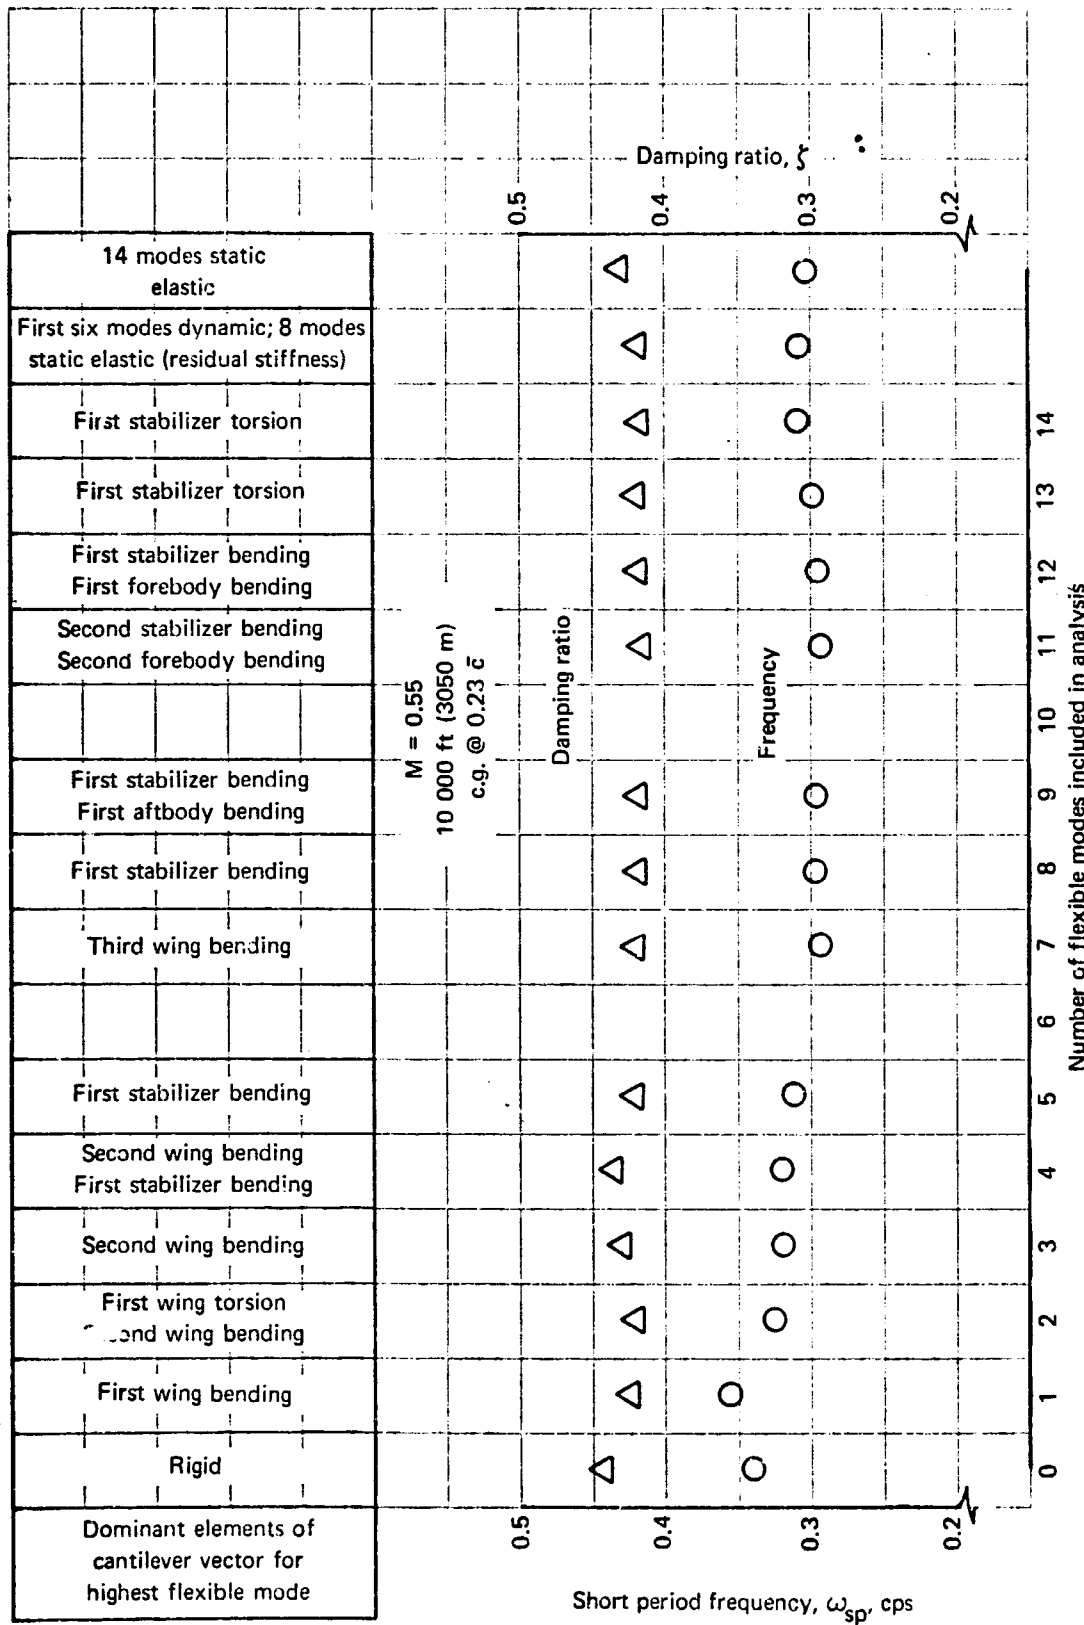 Damping ratio, ζ
0.5
0.4
0.3
0.2
14 modes static
elastic
First six modes dynamic; 8 modes
static elastic (residual stiffness)
First stabilizer torsion
14
First stabilizer torsion
13
First stabilizer bending
First forebody bending
12
Second stabilizer bending
Second forebody bending
11
10
First stabilizer bending
First aftbody bending
9
First stabilizer bending
8
Third wing bending
7
6
First stabilizer bending
5
Second wing bending
First stabilizer bending
4
Second wing bending
3
First wing torsion
wing bending
2
First wing bending
1
Rigid
0
Dominant elements of
cantilever vector for
highest flexible mode
M = 0.55
10 000 ft (3050 m)
c.g. @ 0.23 c̄
Damping ratio
Frequency
Number of flexible modes included in analysis
0.5
0.4
0.3
0.2
Short period frequency, ωsp, cps